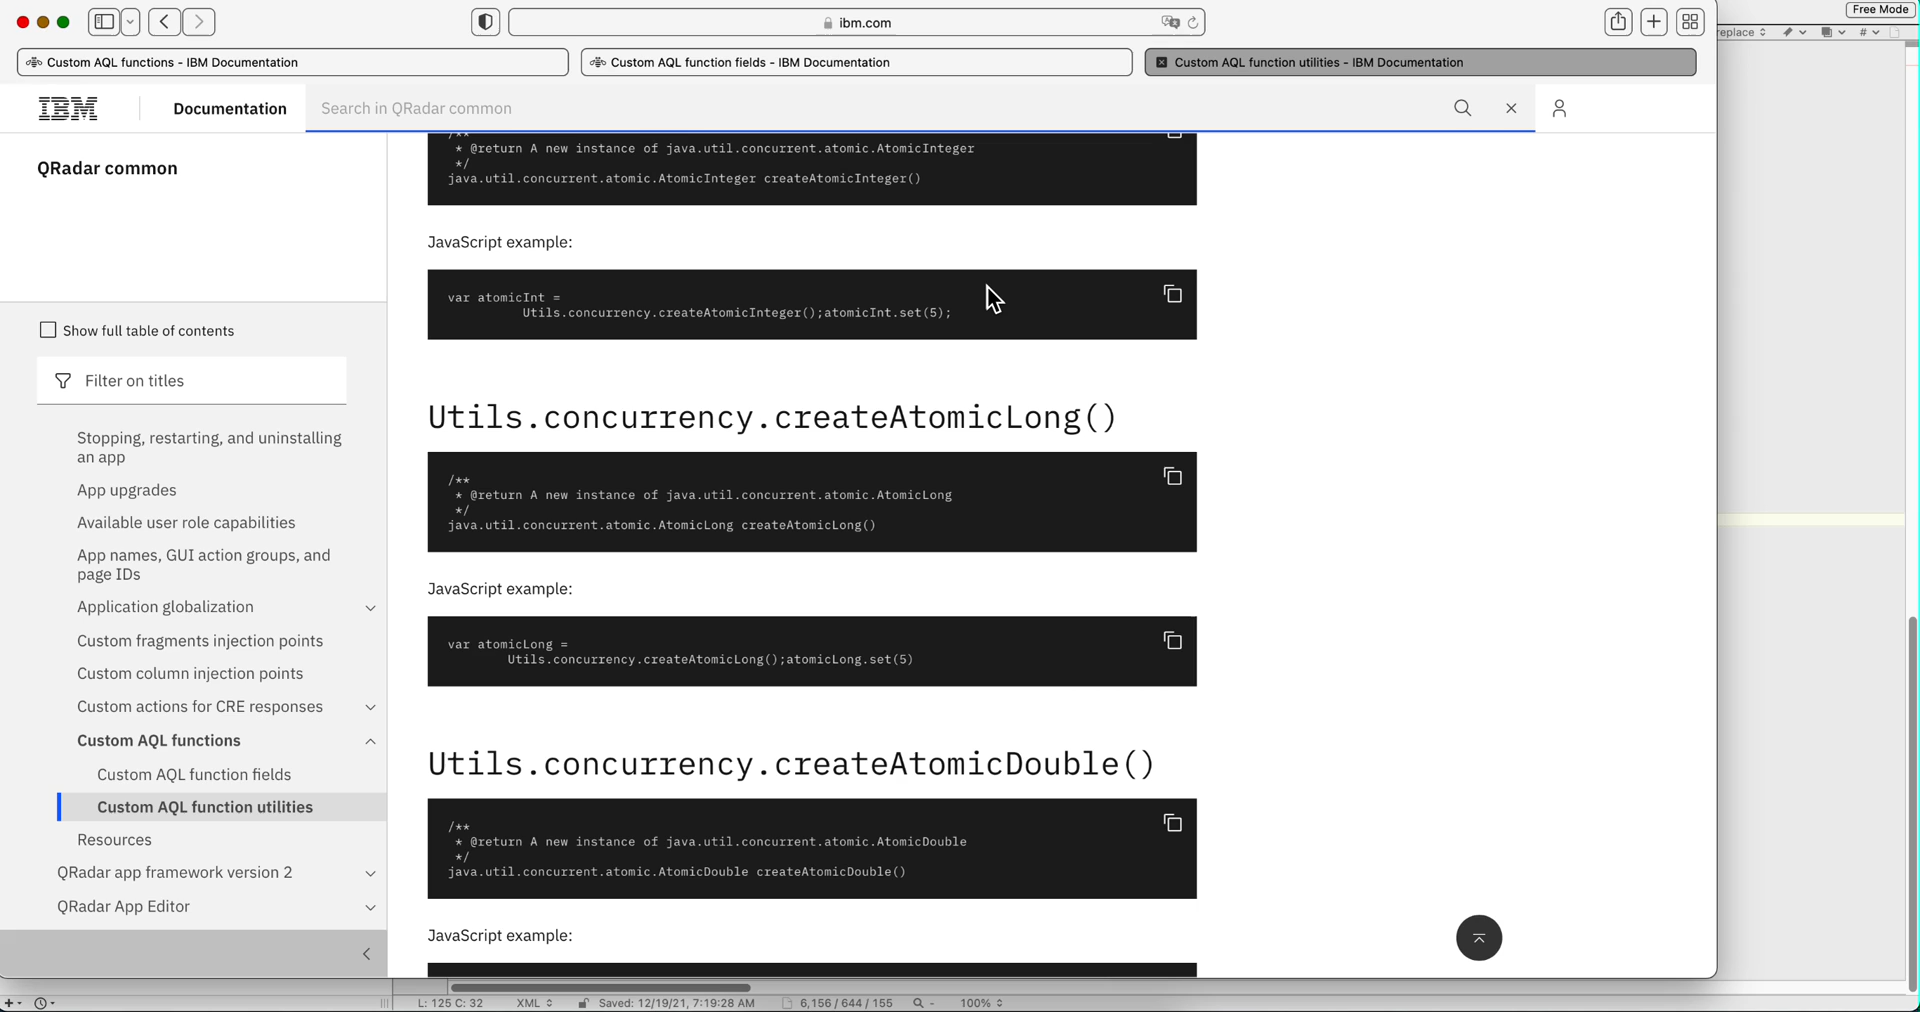 Free Mode
ibm.com
replace
#
Custom AQL functions - IBM Documentation
Custom AQL function fields - IBM Documentation
Custom AQL function utilities - IBM Documentation
IBM
Documentation
Search in QRadar common
QRadar common
Show full table of contents
Filter on titles
Stopping, restarting, and uninstalling
an app
App upgrades
Available user role capabilities
App names, GUI action groups, and
page IDs
Application globalization
Custom fragments injection points
Custom column injection points
Custom actions for CRE responses
Custom AQL functions
Custom AQL function fields
Custom AQL function utilities
Resources
QRadar app framework version 2
QRadar App Editor
/**
* @return A new instance of java.util.concurrent.atomic.AtomicInteger
*/
java.util.concurrent.atomic.AtomicInteger createAtomicInteger()
JavaScript example:
var atomicInt =
Utils.concurrency.createAtomicInteger();atomicInt.set(5);
Utils.concurrency.createAtomicLong()
/**
* @return A new instance of java.util.concurrent.atomic.AtomicLong
*/
java.util.concurrent.atomic.AtomicLong createAtomicLong()
JavaScript example:
var atomicLong =
Utils.concurrency.createAtomicLong();atomicLong.set(5)
Utils.concurrency.createAtomicDouble()
/**
* @return A new instance of java.util.concurrent.atomic.AtomicDouble
*/
java.util.concurrent.atomic.AtomicDouble createAtomicDouble()
JavaScript example:
L: 125 C: 32 XML Saved: 12/19/21, 7:19:28 AM 6,156 / 644 / 155 - 100%